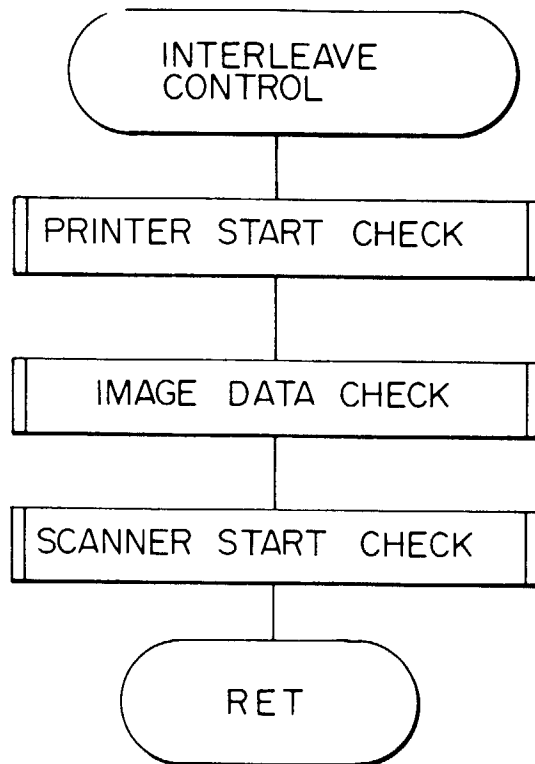 INTERLEAVE
CONTROL
PRINTER START CHECK
IMAGE DATA CHECK
SCANNER START CHECK
RET